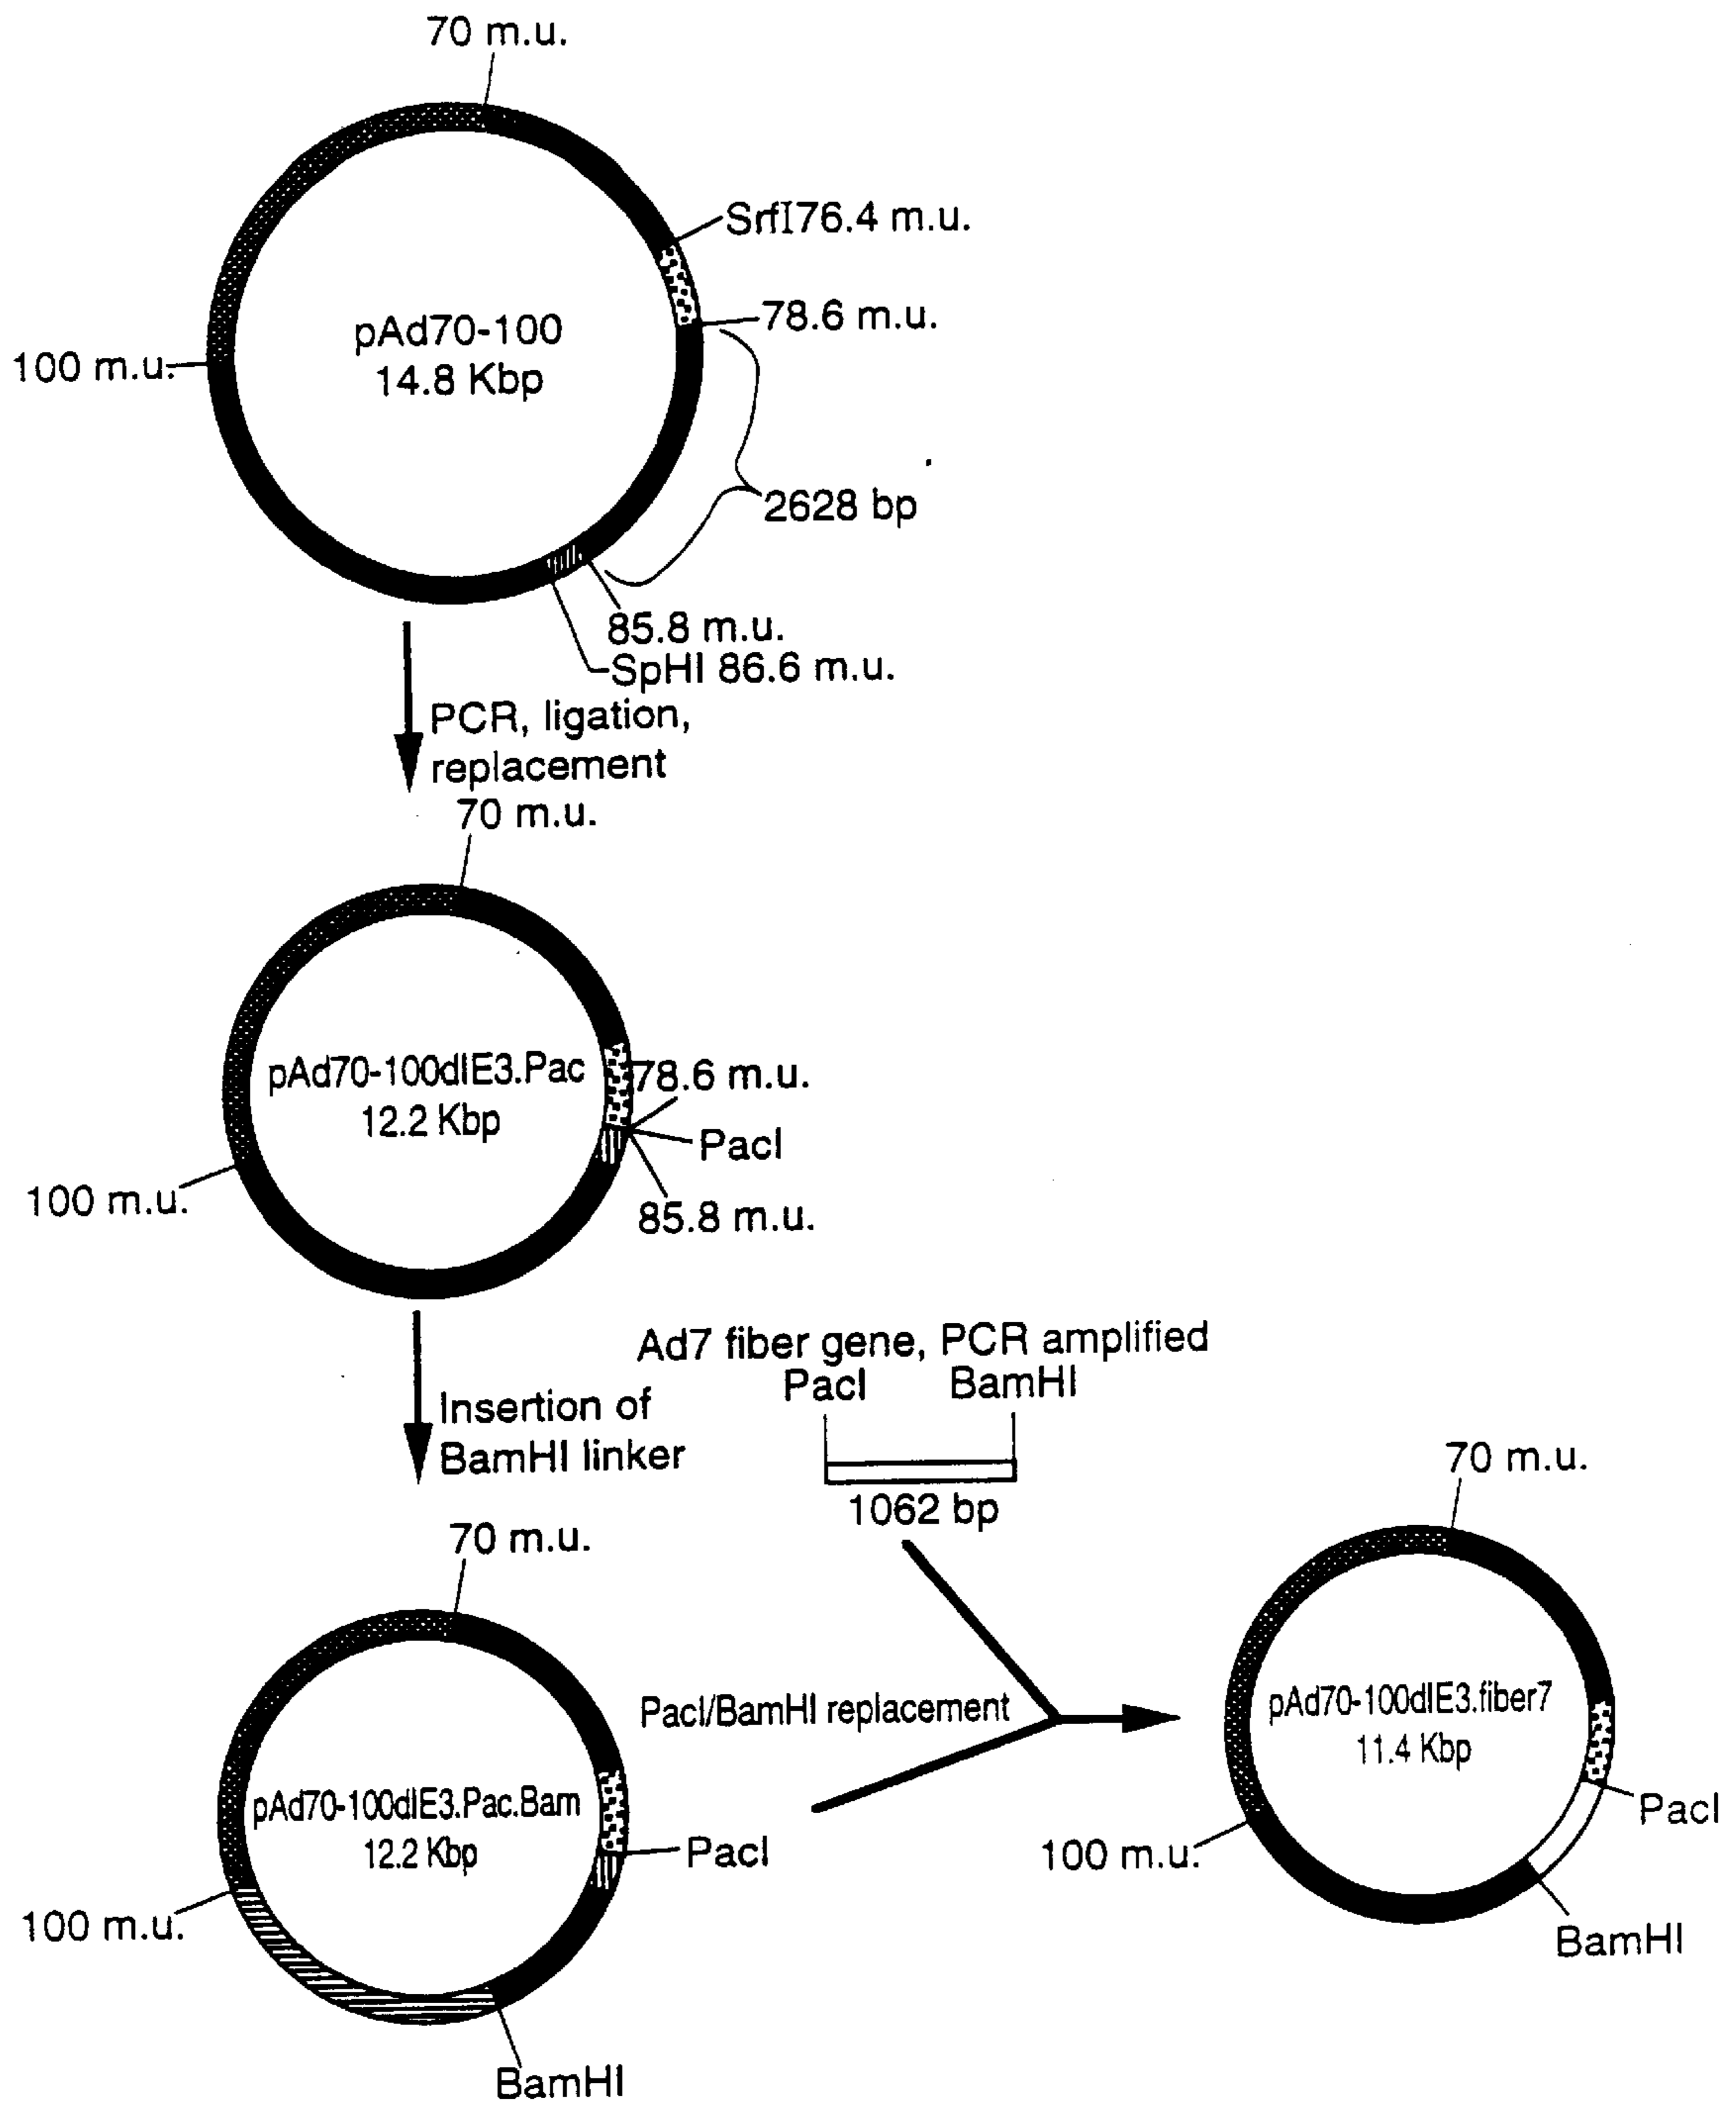 70 m.u.
SrfI76.4 m.u.
78.6 m.u.
pAd70-100
14.8 Kbp
100 m.u.
2628 bp
85.8 m.u.
SpHI 86.6 m.u.
PCR, ligation,
replacement
70 m.u.
pAd70-100dlE3.Pac
12.2 Kbp
78.6 m.u.
PacI
100 m.u.
85.8 m.u.
Ad7 fiber gene, PCR amplified
PacI BamHI
1062 bp
Insertion of
BamHI linker
70 m.u.
70 m.u.
PacI/BamHI replacement
pAd70-100dlE3.fiber7
11.4 Kbp
pAd70-100dlE3.Pac.Bam
12.2 Kbp
PacI
PacI
100 m.u.
100 m.u.
BamHI
BamHI